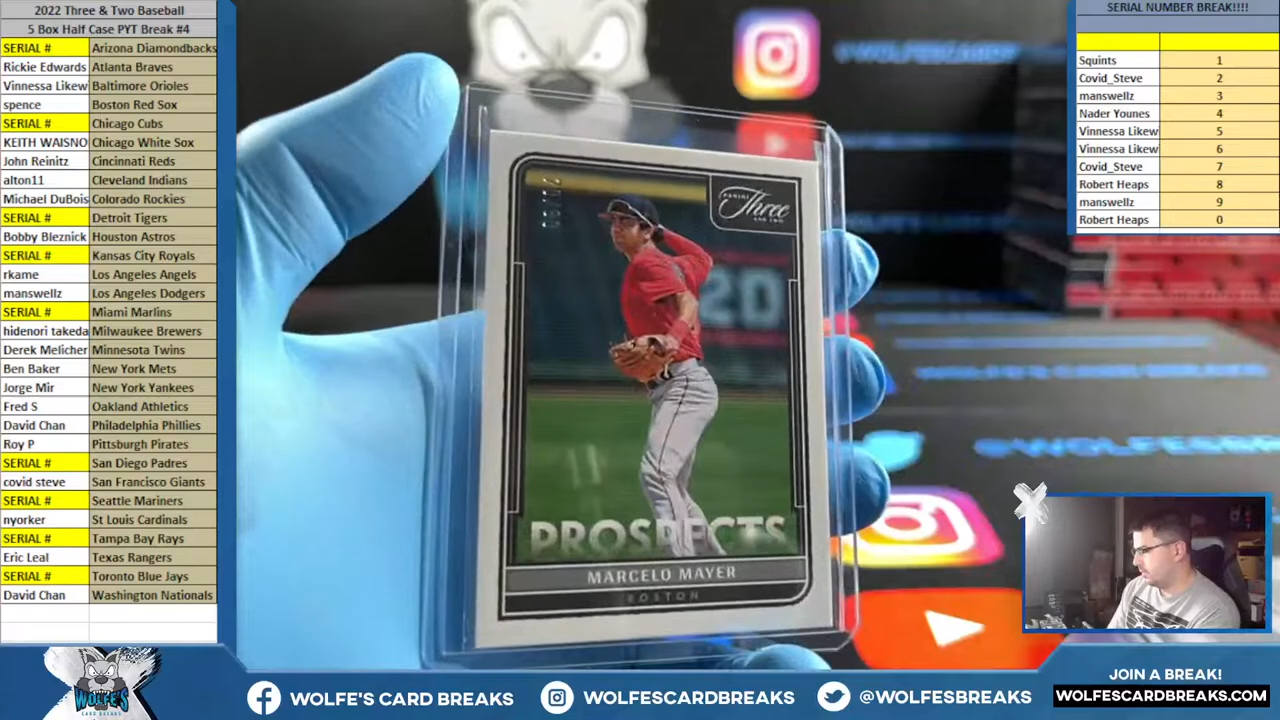 2022 Three & Two Baseball
5 Box Half Case PYT Break #4
SERIAL # Arizona Diamondbacks
Rickie Edwards Atlanta Braves
Vinnessa Likew Baltimore Orioles
spence Boston Red Sox
SERIAL # Chicago Cubs
KEITH WAISNO Chicago White Sox
John Reinitz Cincinnati Reds
alton11 Cleveland Indians
Michael DuBois Colorado Rockies
SERIAL # Detroit Tigers
Bobby Bleznick Houston Astros
SERIAL # Kansas City Royals
rkame Los Angeles Angels
manswellz Los Angeles Dodgers
SERIAL # Miami Marlins
hidenori takeda Milwaukee Brewers
Derek Melicher Minnesota Twins
Ben Baker New York Mets
Jorge Mir New York Yankees
Fred S Oakland Athletics
David Chan Philadelphia Phillies
Roy P Pittsburgh Pirates
SERIAL # San Diego Padres
covid steve San Francisco Giants
SERIAL # Seattle Mariners
nyorker St Louis Cardinals
SERIAL # Tampa Bay Rays
Eric Leal Texas Rangers
SERIAL # Toronto Blue Jays
David Chan Washington Nationals
PANINI
Three
AND TWO
20
PROSPECTS
MARCELO MAYER
BOSTON
SERIAL NUMBER BREAK!!!!
Squints 1
Covid_Steve 2
manswellz 3
Nader Younes 4
Vinnessa Likew 5
Vinnessa Likew 6
Covid_Steve 7
Robert Heaps 8
manswellz 9
Robert Heaps 0
WOLFE'S
CARD BREAKS
WOLFE'S CARD BREAKS
WOLFESCARDBREAKS
@WOLFESBREAKS
JOIN A BREAK!
WOLFESCARDBREAKS.COM